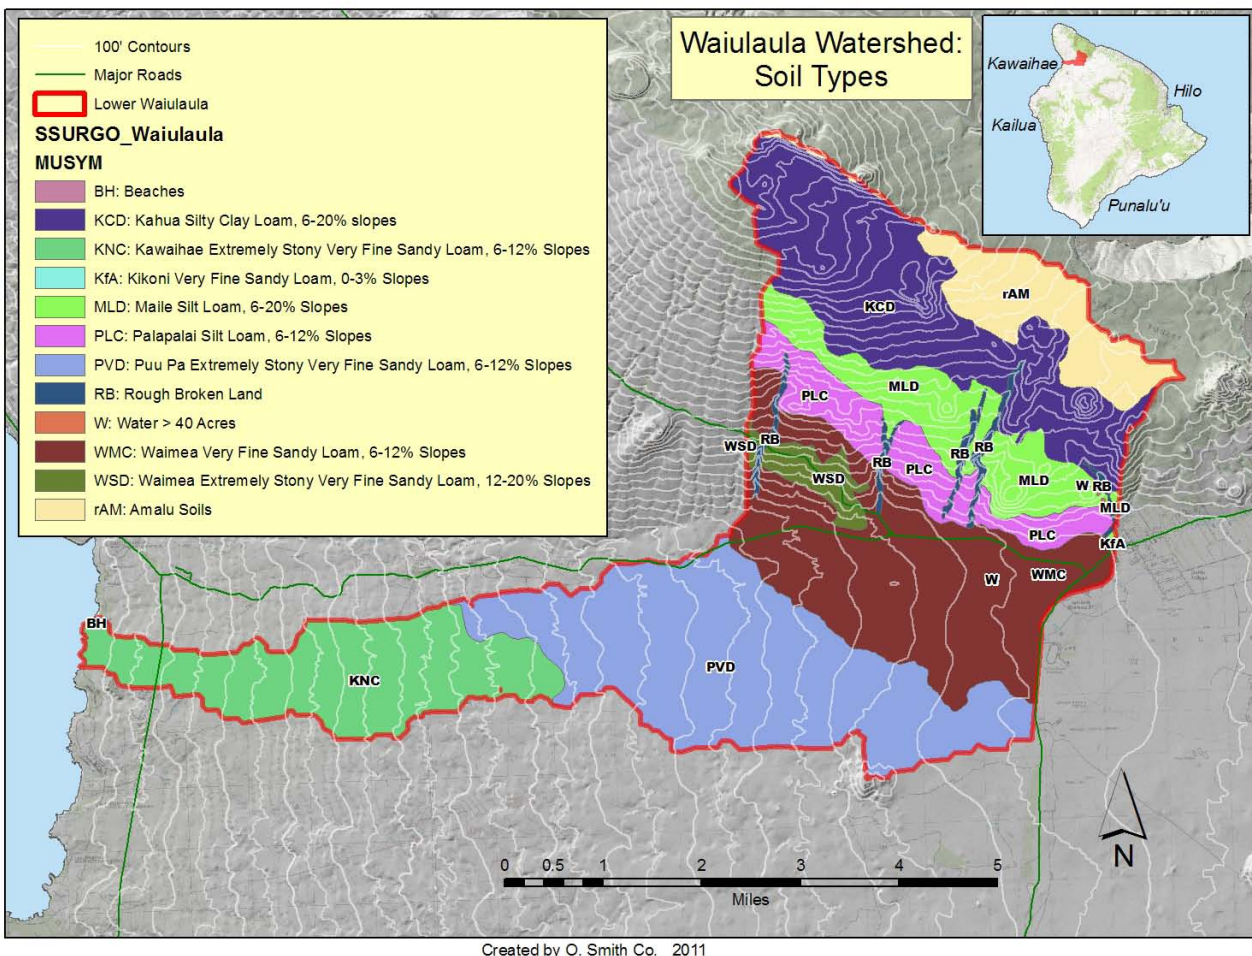 100' Contours
Major Roads
Lower Waiulaula
SSURGO_Waiulaula
MUSYM
BH: Beaches
KCD: Kahua Silty Clay Loam, 6-20% slopes
KNC: Kawaihae Extremely Stony Very Fine Sandy Loam, 6-12% Slopes
KfA: Kikoni Very Fine Sandy Loam, 0-3% Slopes
MLD: Maile Silt Loam, 6-20% Slopes
PLC: Palapalai Silt Loam, 6-12% Slopes
PVD: Puu Pa Extremely Stony Very Fine Sandy Loam, 6-12% Slopes
RB: Rough Broken Land
W: Water > 40 Acres
WMC: Waimea Very Fine Sandy Loam, 6-12% Slopes
WSD: Waimea Extremely Stony Very Fine Sandy Loam, 12-20% Slopes
rAM: Amalu Soils
Waiulaula Watershed:
Soil Types
Kawaihae
Hilo
Kailua
Punalu'u
rAM
KCD
MLD
PLC
WSD
RB
WSD
RB
PLC
RB
RB
MLD
W
RB
MLD
PLC
KfA
W
WMC
BH
KNC
PVD
N
0 0.5 1 2 3 4 5
Miles
Created by O. Smith Co. 2011